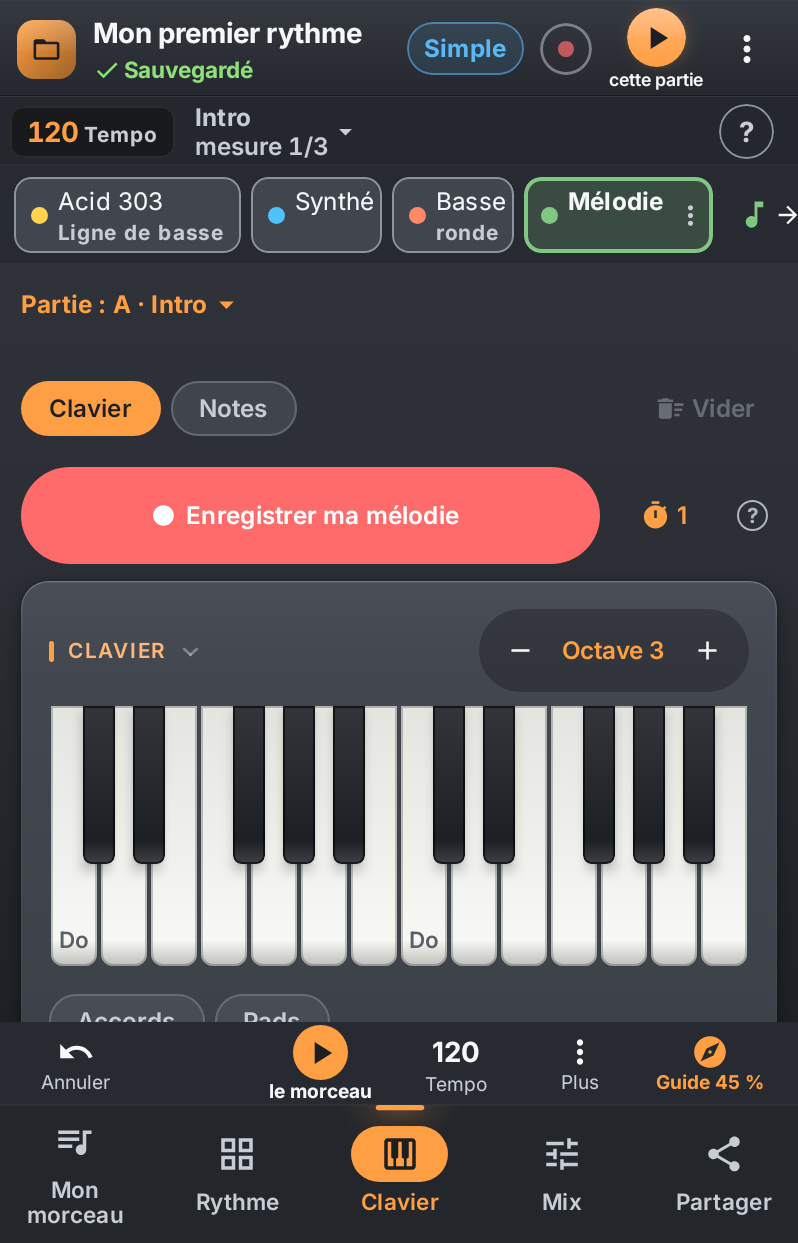 Mon premier rythme
Sauvegardé
Simple
cette partie
120 Tempo
Intro
mesure 1/3
?
Acid 303
Ligne de basse
Synthé
Basse
ronde
Mélodie
Partie : A · Intro
Clavier
Notes
Vider
Enregistrer ma mélodie
1
?
CLAVIER
Octave 3
Do
Do
Accords
Pads
Annuler
le morceau
120
Tempo
Plus
Guide 45 %
Mon
morceau
Rythme
Clavier
Mix
Partager